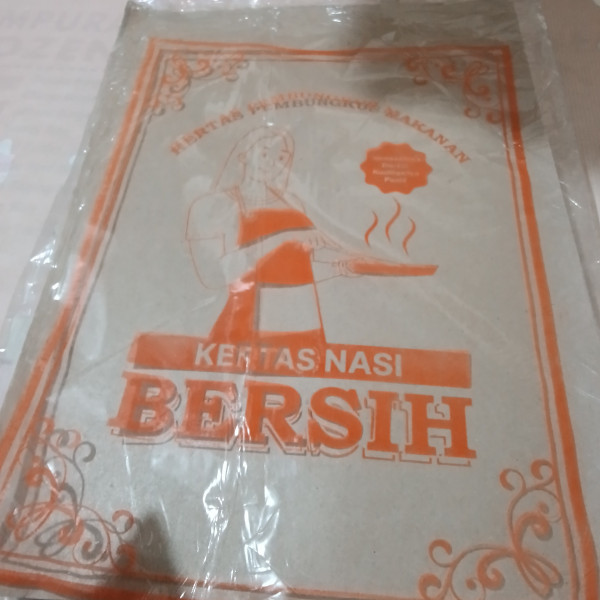 KERTAS PEMBUNGKUS MAKANAN
KERTAS NASI
BERSIH